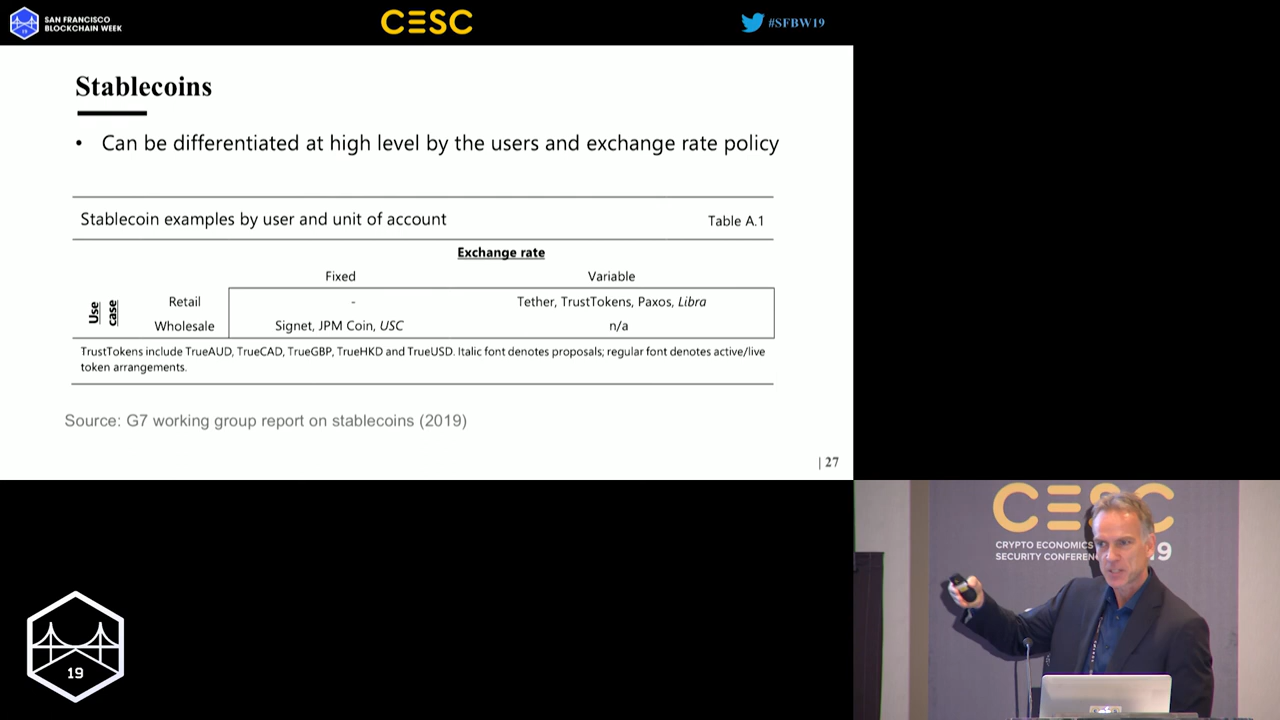 SAN FRANCISCO
BLOCKCHAIN WEEK
19
CESC
#SFBW19
Stablecoins
• Can be differentiated at high level by the users and exchange rate policy
Stablecoin examples by user and unit of account Table A.1
Exchange rate
Fixed Variable
Use
case
Retail - Tether, TrustTokens, Paxos, Libra
Wholesale Signet, JPM Coin, USC n/a
TrustTokens include TrueAUD, TrueCAD, TrueGBP, TrueHKD and TrueUSD. Italic font denotes proposals; regular font denotes active/live
token arrangements.
Source: G7 working group report on stablecoins (2019)
| 27
CESC
CRYPTO ECONOMICS
SECURITY 19
19